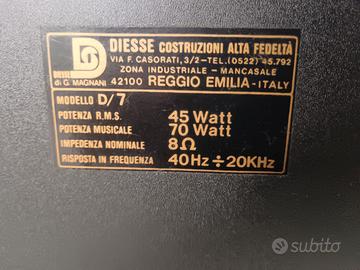 DIESSE COSTRUZIONI ALTA FEDELTÀ
VIA F. CASORATI, 3/2 - TEL. (0522) 45.792
ZONA INDUSTRIALE - MANCASALE
DIESSE
di G. MAGNANI
42100 REGGIO EMILIA - ITALY
MODELLO D/7
POTENZA R.M.S. 45 Watt
POTENZA MUSICALE 70 Watt
IMPEDENZA NOMINALE 8Ω
RISPOSTA IN FREQUENZA 40Hz ÷ 20KHz
subito